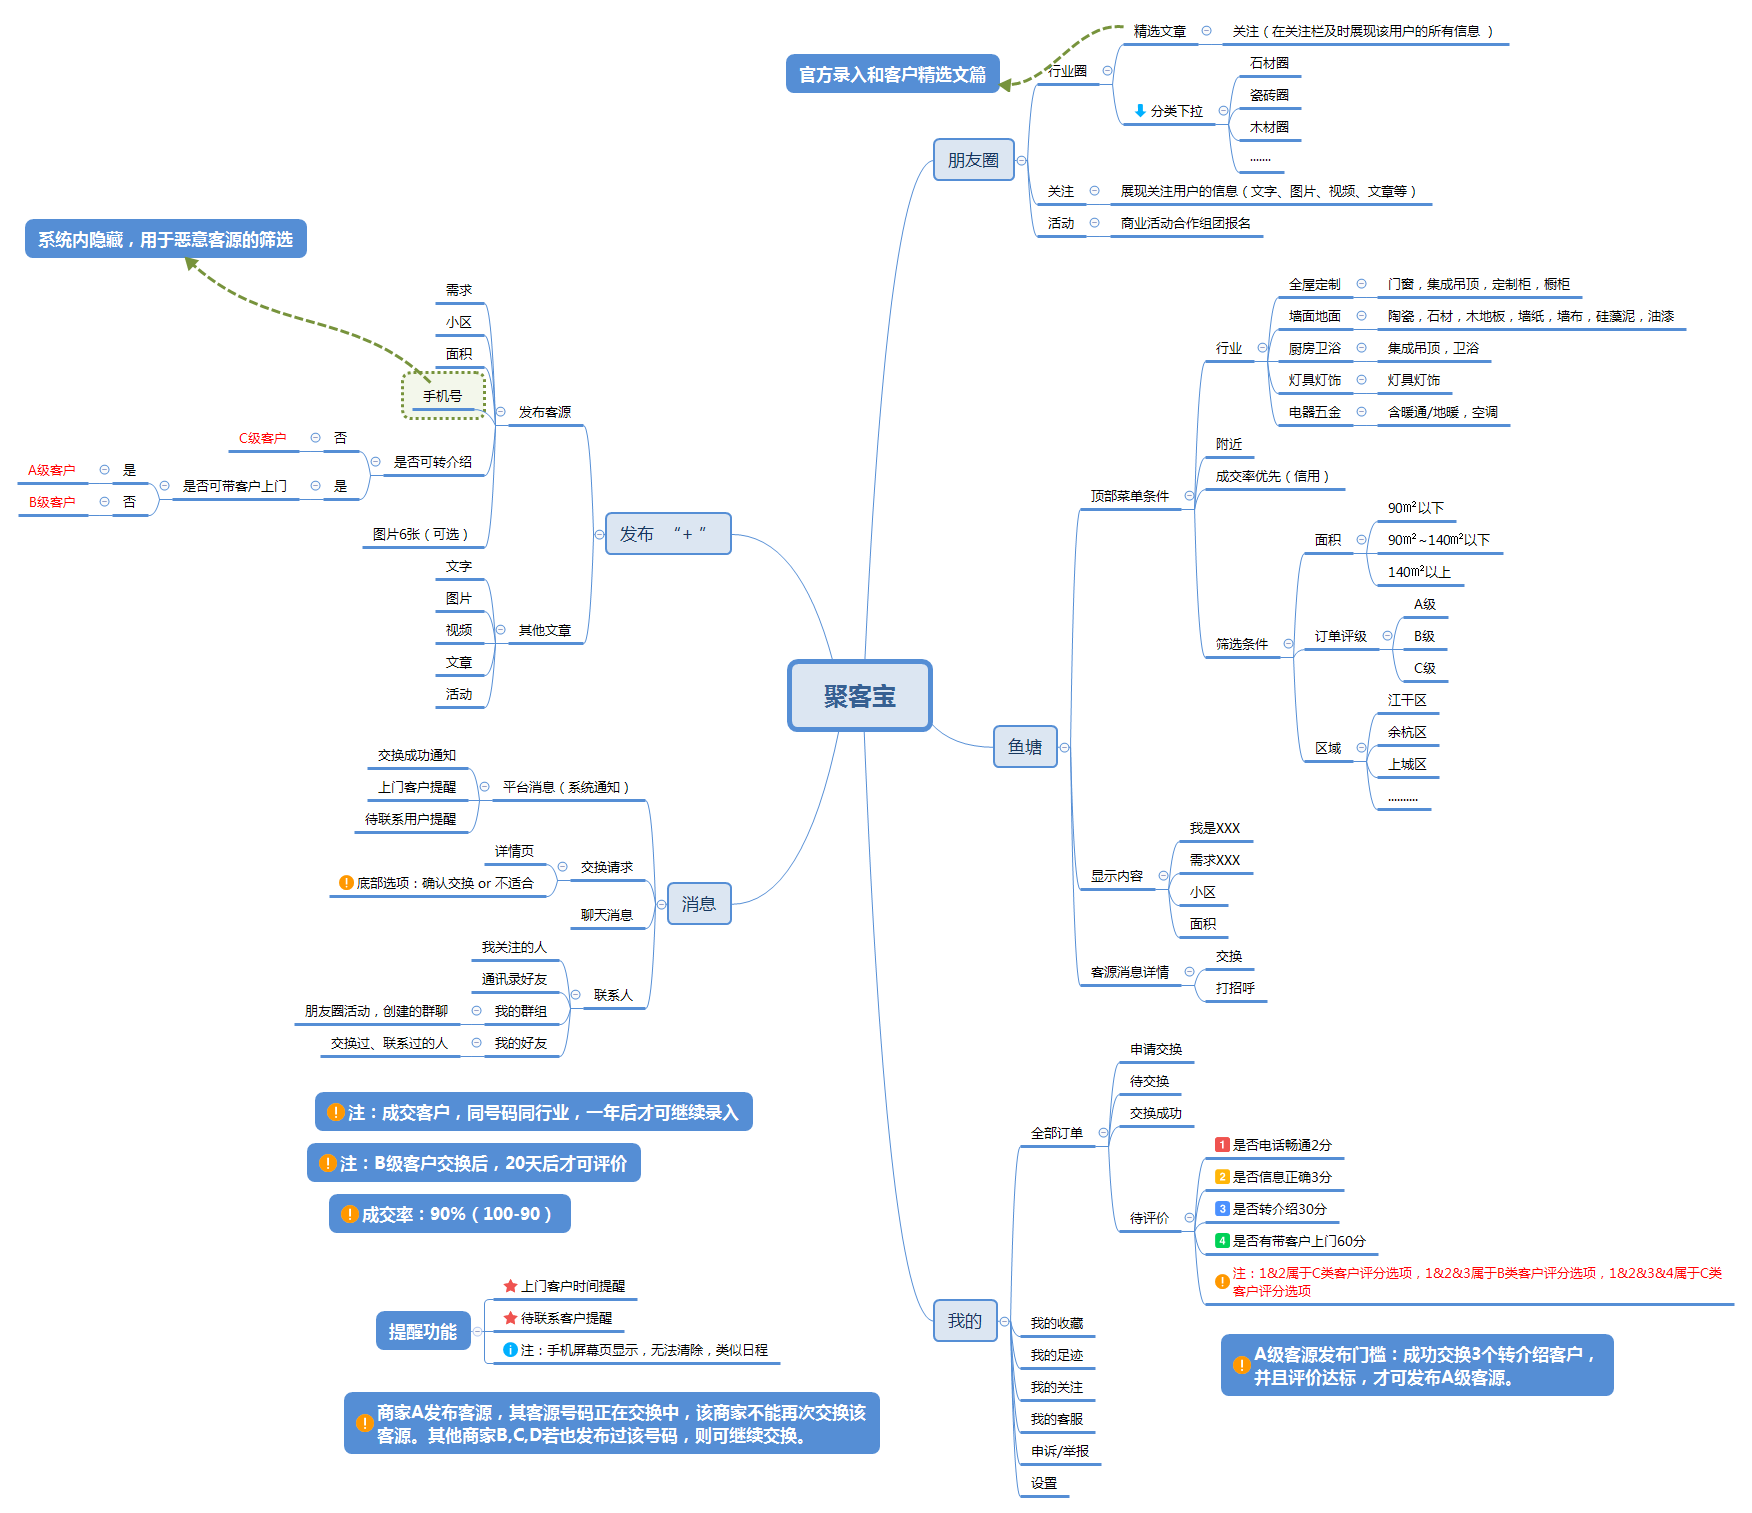 聚客宝
朋友圈
行业圈
精选文章
关注（在关注栏及时展现该用户的所有信息 ）
官方录入和客户精选文篇
分类下拉
石材圈
瓷砖圈
木材圈
.......
关注
展现关注用户的信息（文字、图片、视频、文章等）
活动
商业活动合作组团报名
鱼塘
顶部菜单条件
行业
全屋定制
门窗，集成吊顶，定制柜，橱柜
墙面地面
陶瓷，石材，木地板，墙纸，墙布，硅藻泥，油漆
厨房卫浴
集成吊顶，卫浴
灯具灯饰
灯具灯饰
电器五金
含暖通/地暖，空调
附近
成交率优先（信用）
筛选条件
面积
90㎡以下
90㎡~140㎡以下
140㎡以上
订单评级
A级
B级
C级
区域
江干区
余杭区
上城区
..........
显示内容
我是XXX
需求XXX
小区
面积
客源消息详情
交换
打招呼
我的
全部订单
申请交换
待交换
交换成功
待评价
1 是否电话畅通2分
2 是否信息正确3分
3 是否转介绍30分
4 是否有带客户上门60分
注：1&2属于C类客户评分选项，1&2&3属于B类客户评分选项，1&2&3&4属于C类
客户评分选项
我的收藏
我的足迹
我的关注
我的客服
申诉/举报
设置
A级客源发布门槛：成功交换3个转介绍客户，
并且评价达标，才可发布A级客源。
发布 “+ ”
发布客源
需求
小区
面积
手机号
系统内隐藏，用于恶意客源的筛选
是否可转介绍
否
C级客户
是
是否可带客户上门
是
A级客户
否
B级客户
图片6张（可选）
其他文章
文字
图片
视频
文章
活动
消息
平台消息（系统通知）
交换成功通知
上门客户提醒
待联系用户提醒
交换请求
详情页
底部选项：确认交换 or 不适合
聊天消息
联系人
我关注的人
通讯录好友
我的群组
朋友圈活动，创建的群聊
我的好友
交换过、联系过的人
注：成交客户，同号码同行业，一年后才可继续录入
注：B级客户交换后，20天后才可评价
成交率：90%（100-90）
提醒功能
上门客户时间提醒
待联系客户提醒
注：手机屏幕页显示，无法清除，类似日程
商家A发布客源，其客源号码正在交换中，该商家不能再次交换该
客源。其他商家B,C,D若也发布过该号码，则可继续交换。